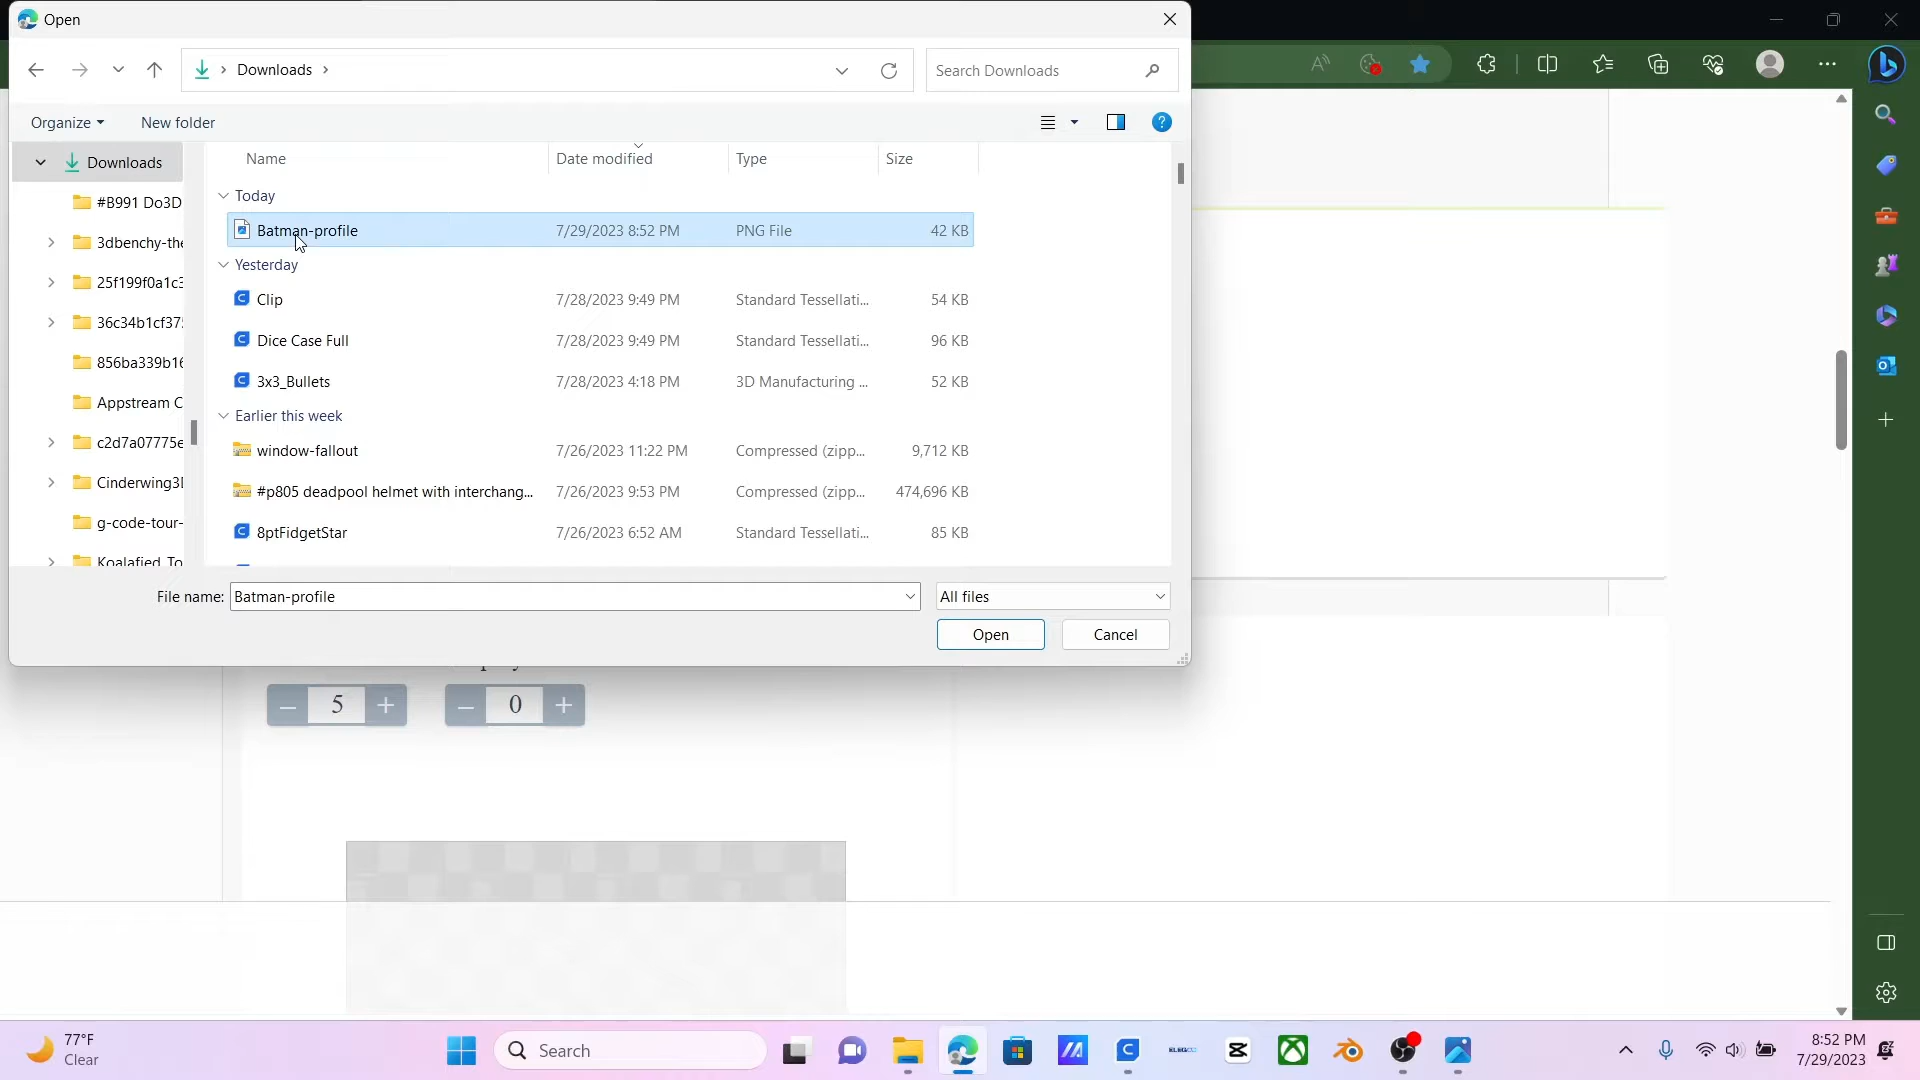 Open
Downloads
Search Downloads
Organize
New folder
Name Date modified Type Size
Downloads
#B991 Do3D
3dbenchy-the
25f199f0a1c3
36c34b1cf37
856ba339b16
Appstream C
c2d7a07775e
Cinderwing3
g-code-tour-
Koalafied_To
Today
Batman-profile 7/29/2023 8:52 PM PNG File 42 KB
Yesterday
Clip 7/28/2023 9:49 PM Standard Tessellati... 54 KB
Dice Case Full 7/28/2023 9:49 PM Standard Tessellati... 96 KB
3x3_Bullets 7/28/2023 4:18 PM 3D Manufacturing ... 52 KB
Earlier this week
window-fallout 7/26/2023 11:22 PM Compressed (zipp... 9,712 KB
#p805 deadpool helmet with interchang... 7/26/2023 9:53 PM Compressed (zipp... 474,696 KB
8ptFidgetStar 7/26/2023 6:52 AM Standard Tessellati... 85 KB
File name: Batman-profile All files
Open Cancel
– 5 + – 0 +
77°F
Clear
Search
8:52 PM
7/29/2023